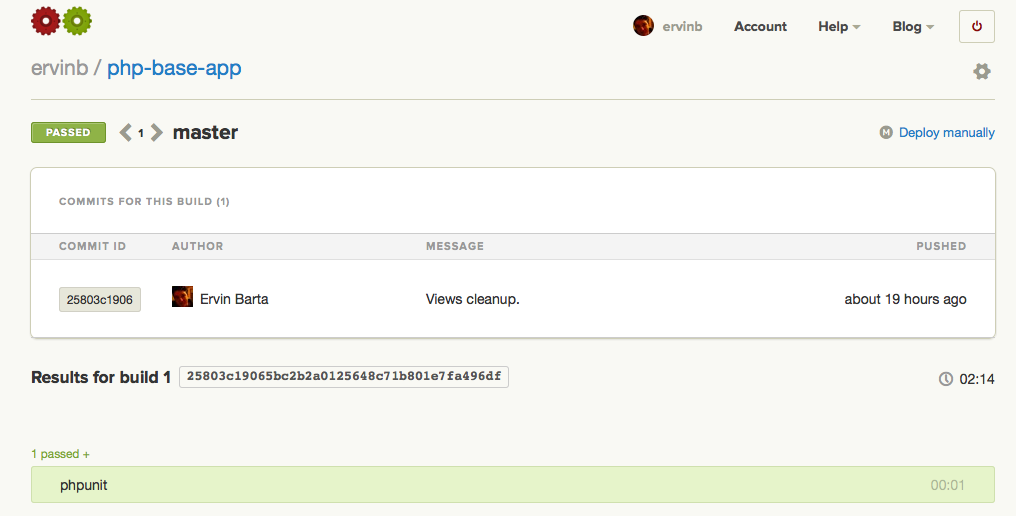 ervinb Account Help Blog
ervinb / php-base-app
PASSED 1 master M Deploy manually
COMMITS FOR THIS BUILD (1)
COMMIT ID AUTHOR MESSAGE PUSHED
25803c1906 Ervin Barta Views cleanup. about 19 hours ago
Results for build 1 25803c19065bc2b2a0125648c71b801e7fa496df 02:14
1 passed +
phpunit 00:01